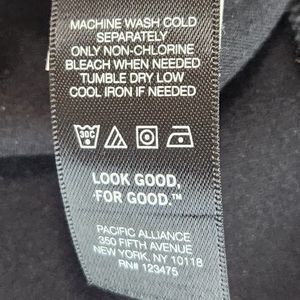 MACHINE WASH COLD
SEPARATELY
ONLY NON-CHLORINE
BLEACH WHEN NEEDED
TUMBLE DRY LOW
COOL IRON IF NEEDED
30C
LOOK GOOD,
FOR GOOD.™
PACIFIC ALLIANCE
350 FIFTH AVENUE
NEW YORK, NY 10118
RN# 123475